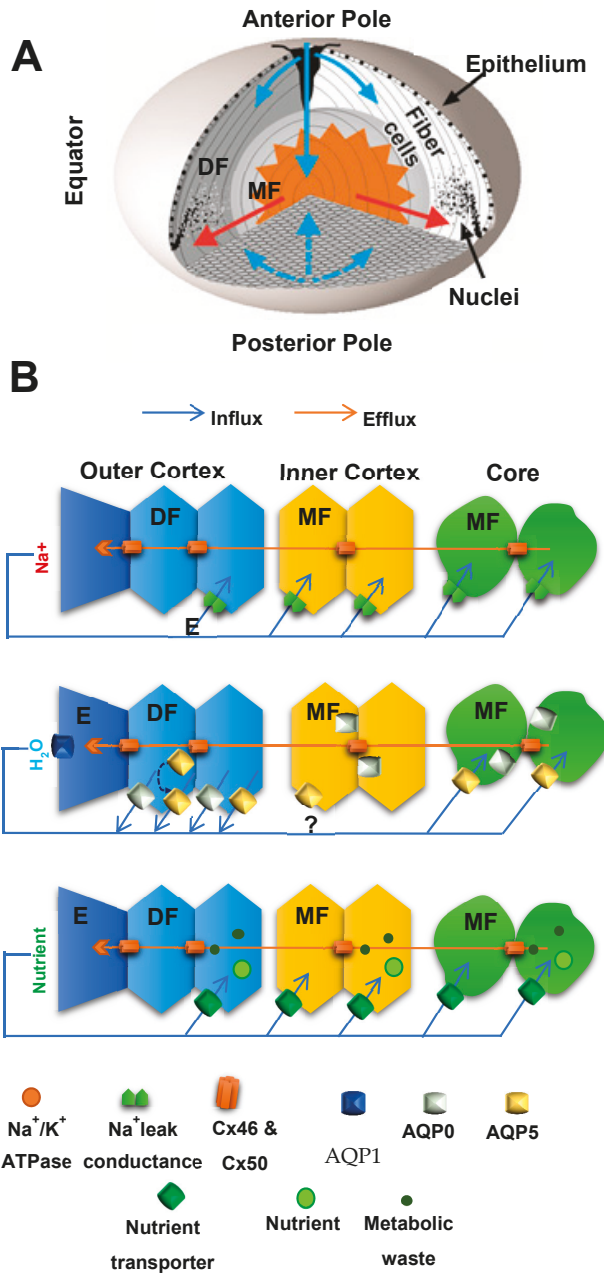 Anterior Pole
A
Epithelium
Equator
Fiber
cells
DF
MF
Nuclei
Posterior Pole
B
Influx
Efflux
Outer Cortex
Inner Cortex
Core
DF
MF
MF
Na+
E
E
DF
MF
MF
H₂O
?
E
DF
MF
MF
Nutrient
Na⁺/K⁺
ATPase
Na⁺leak
conductance
Cx46 &
Cx50
AQP1
AQP0
AQP5
Nutrient
transporter
Nutrient
Metabolic
waste